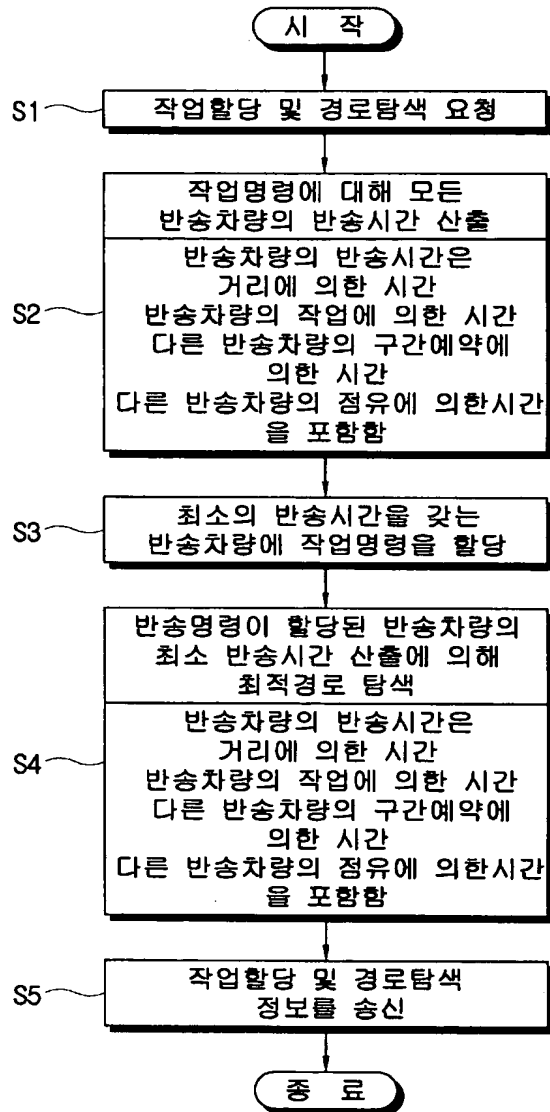 시 작
S1
작업할당 및 경로탐색 요청
S2
작업명령에 대해 모든
반송차량의 반송시간 산출
반송차량의 반송시간은
거리에 의한 시간
반송차량의 작업에 의한 시간
다른 반송차량의 구간예약에
의한 시간
다른 반송차량의 점유에 의한시간
을 포함함
S3
최소의 반송시간을 갖는
반송차량에 작업명령을 할당
S4
반송명령이 할당된 반송차량의
최소 반송시간 산출에 의해
최적경로 탐색
반송차량의 반송시간은
거리에 의한 시간
반송차량의 작업에 의한 시간
다른 반송차량의 구간예약에
의한 시간
다른 반송차량의 점유에 의한시간
을 포함함
S5
작업할당 및 경로탐색
정보를 송신
종 료